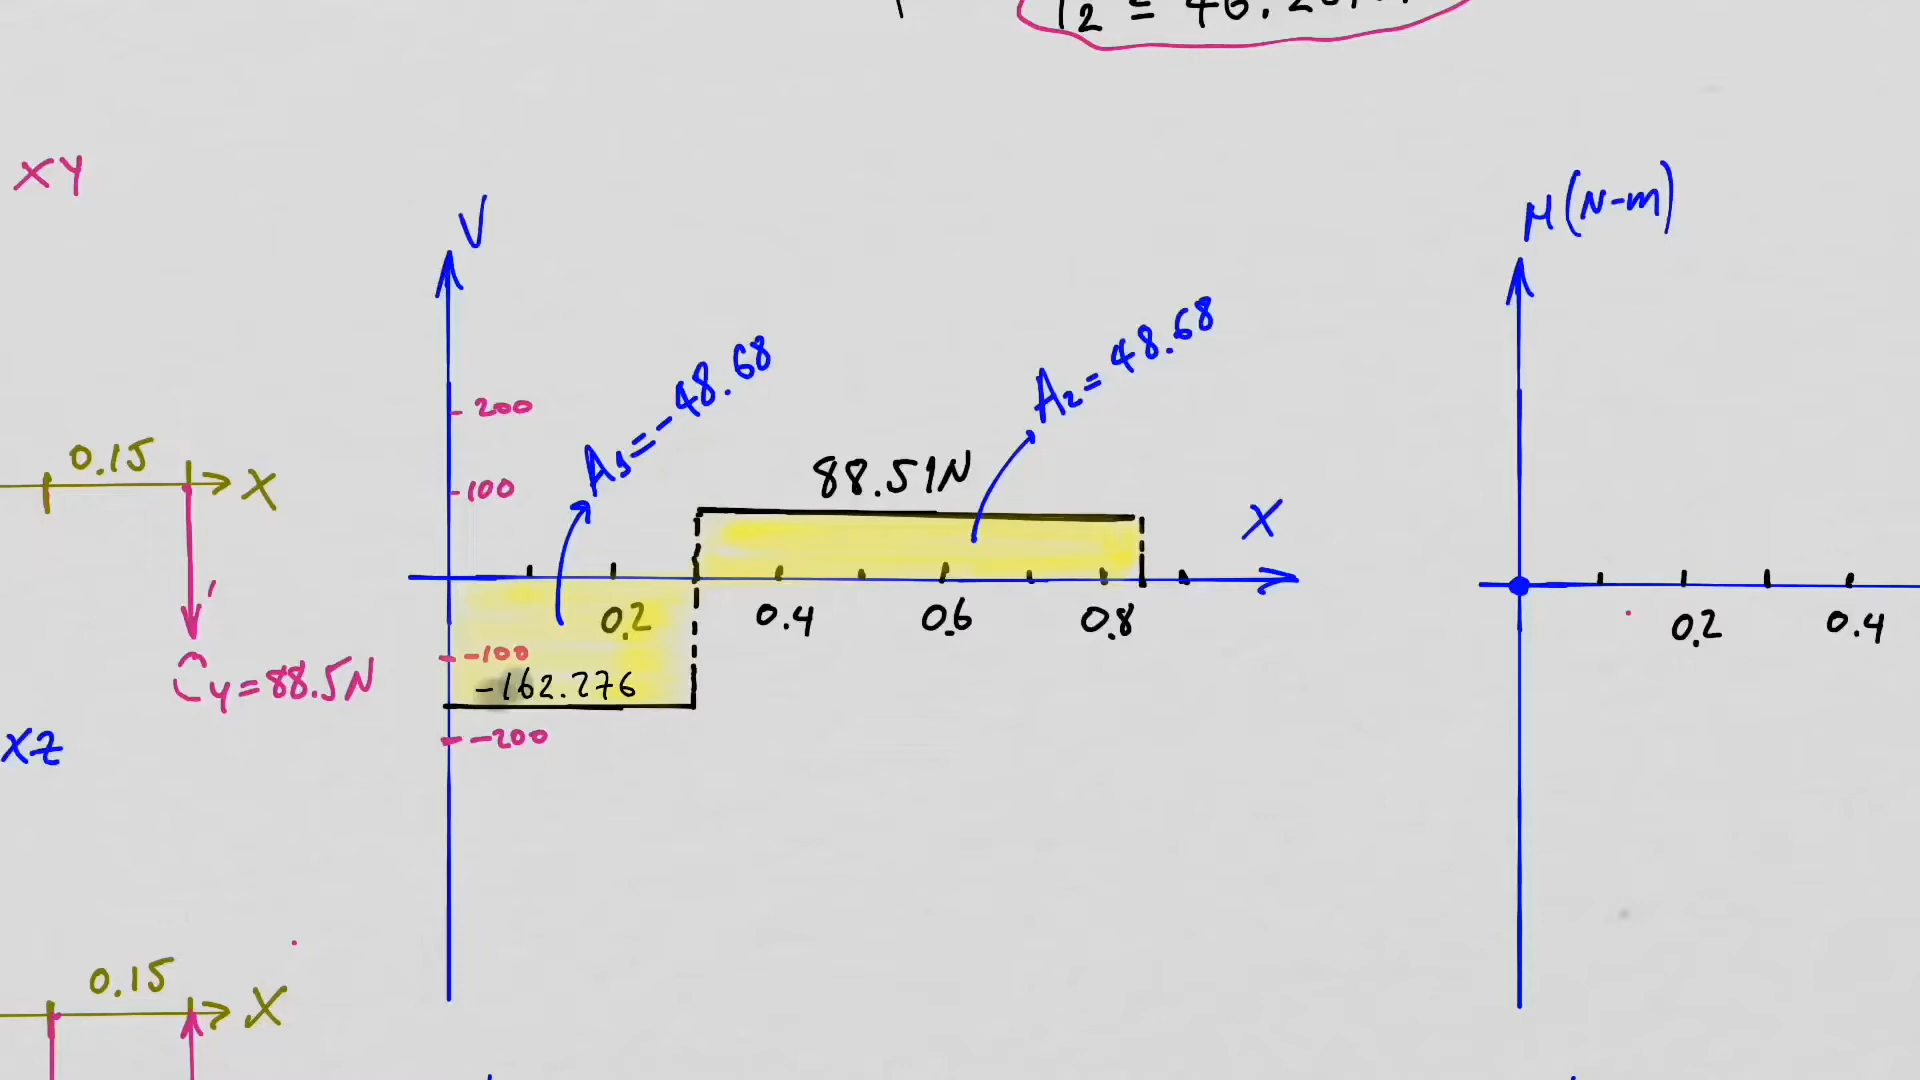 XY
0.15
X
Cy=88.5N
XZ
0.15
X
V
200
100
-100
-200
A1=-48.68
A2=48.68
88.51N
X
0.2
0.4
0.6
0.8
-162.276
M(N-m)
0.2
0.4